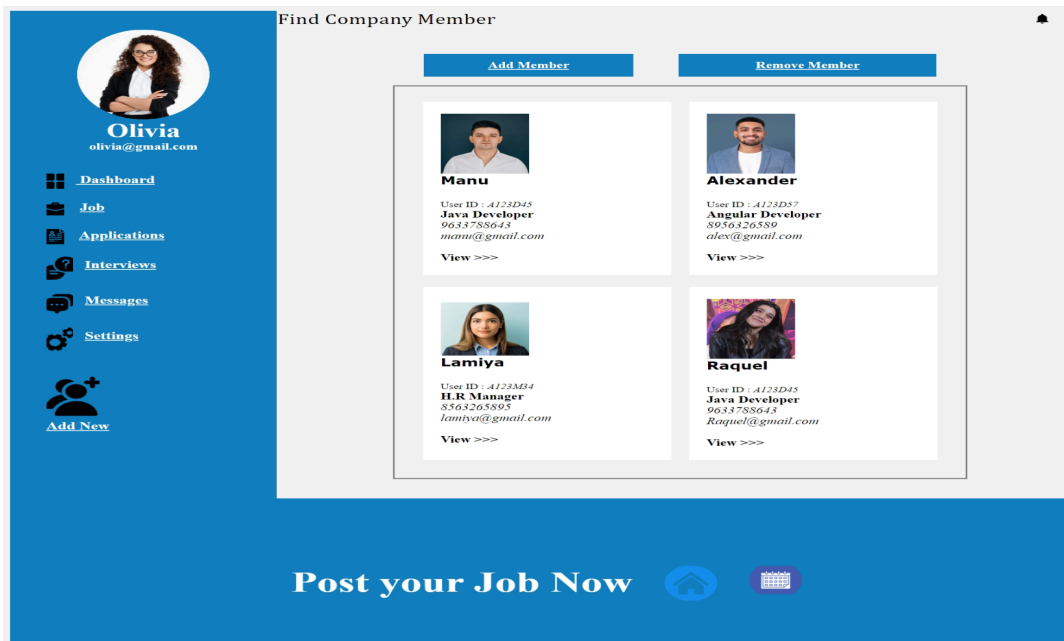 Find Company Member
Olivia
olivia@gmail.com
Dashboard
Job
Applications
Interviews
Messages
Settings
Add New
Add Member
Remove Member
Manu
User ID : A123D45
Java Developer
9633788643
manu@gmail.com
View >>>
Alexander
User ID : A123D57
Angular Developer
8956326589
alex@gmail.com
View >>>
Lamiya
User ID : A123M34
H.R Manager
8563265895
lamiya@gmail.com
View >>>
Raquel
User ID : A123D45
Java Developer
9633788643
Raquel@gmail.com
View >>>
Post your Job Now